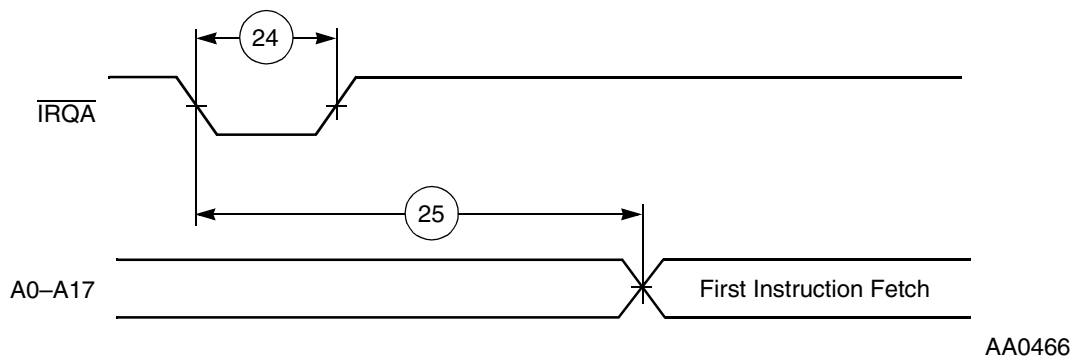 24
IRQA
25
A0–A17
First Instruction Fetch
AA0466